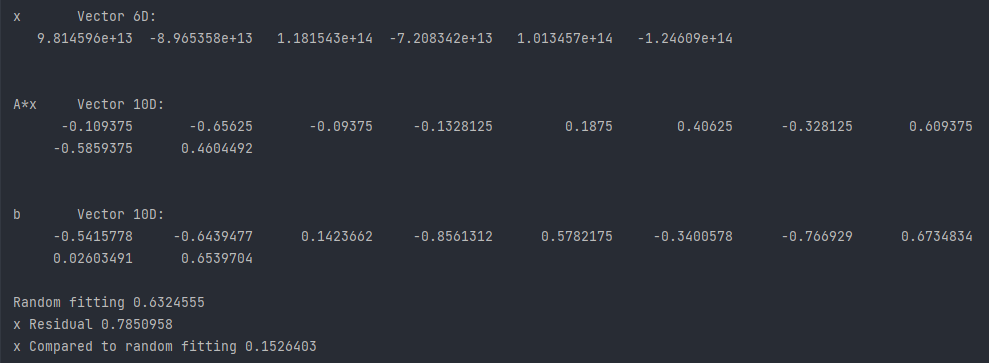 x Vector 6D:
9.814596e+13 -8.965358e+13 1.181543e+14 -7.208342e+13 1.013457e+14 -1.24609e+14
A*x Vector 10D:
-0.109375 -0.65625 -0.09375 -0.1328125 0.1875 0.40625 -0.328125 0.609375
-0.5859375 0.4604492
b Vector 10D:
-0.5415778 -0.6439477 0.1423662 -0.8561312 0.5782175 -0.3400578 -0.766929 0.6734834
0.02603491 0.6539704
Random fitting 0.6324555
x Residual 0.7850958
x Compared to random fitting 0.1526403